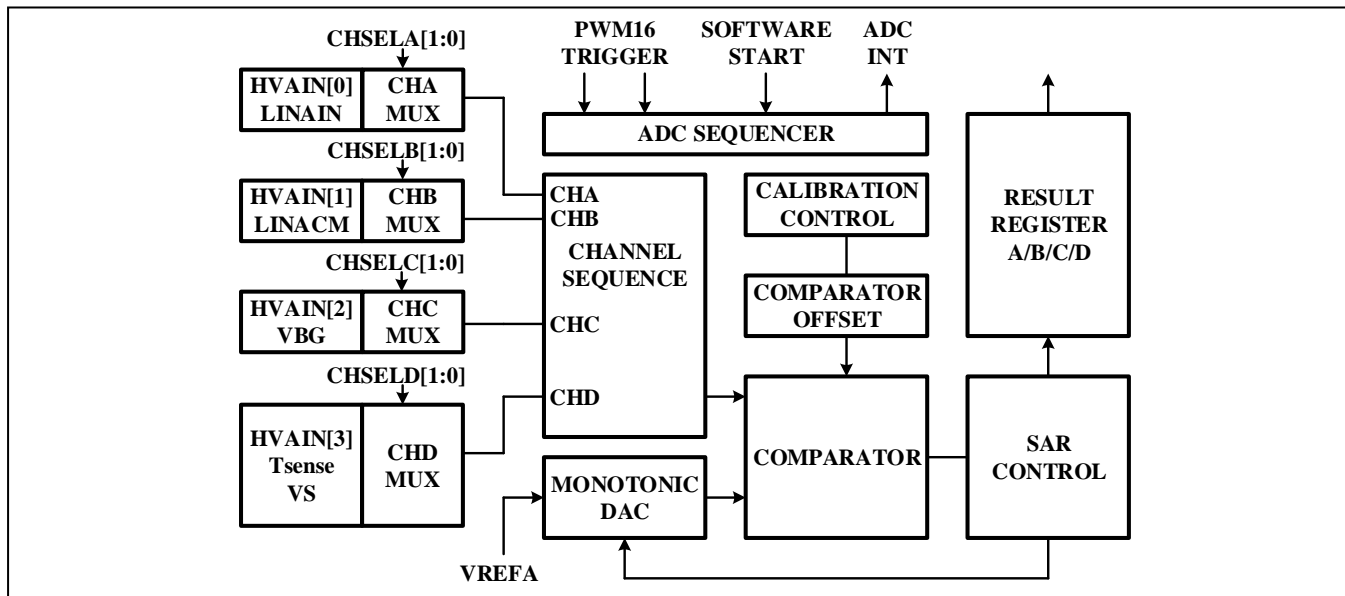 CHSELA[1:0]
HVAIN[0]
LINAIN
CHA
MUX
CHSELB[1:0]
HVAIN[1]
LINACM
CHB
MUX
CHSELC[1:0]
HVAIN[2]
VBG
CHC
MUX
CHSELD[1:0]
HVAIN[3]
Tsense
VS
CHD
MUX
PWM16
TRIGGER
SOFTWARE
START
ADC
INT
ADC SEQUENCER
CHA
CHB
CHANNEL
SEQUENCE
CHC
CHD
CALIBRATION
CONTROL
COMPARATOR
OFFSET
COMPARATOR
MONOTONIC
DAC
VREFA
RESULT
REGISTER
A/B/C/D
SAR
CONTROL